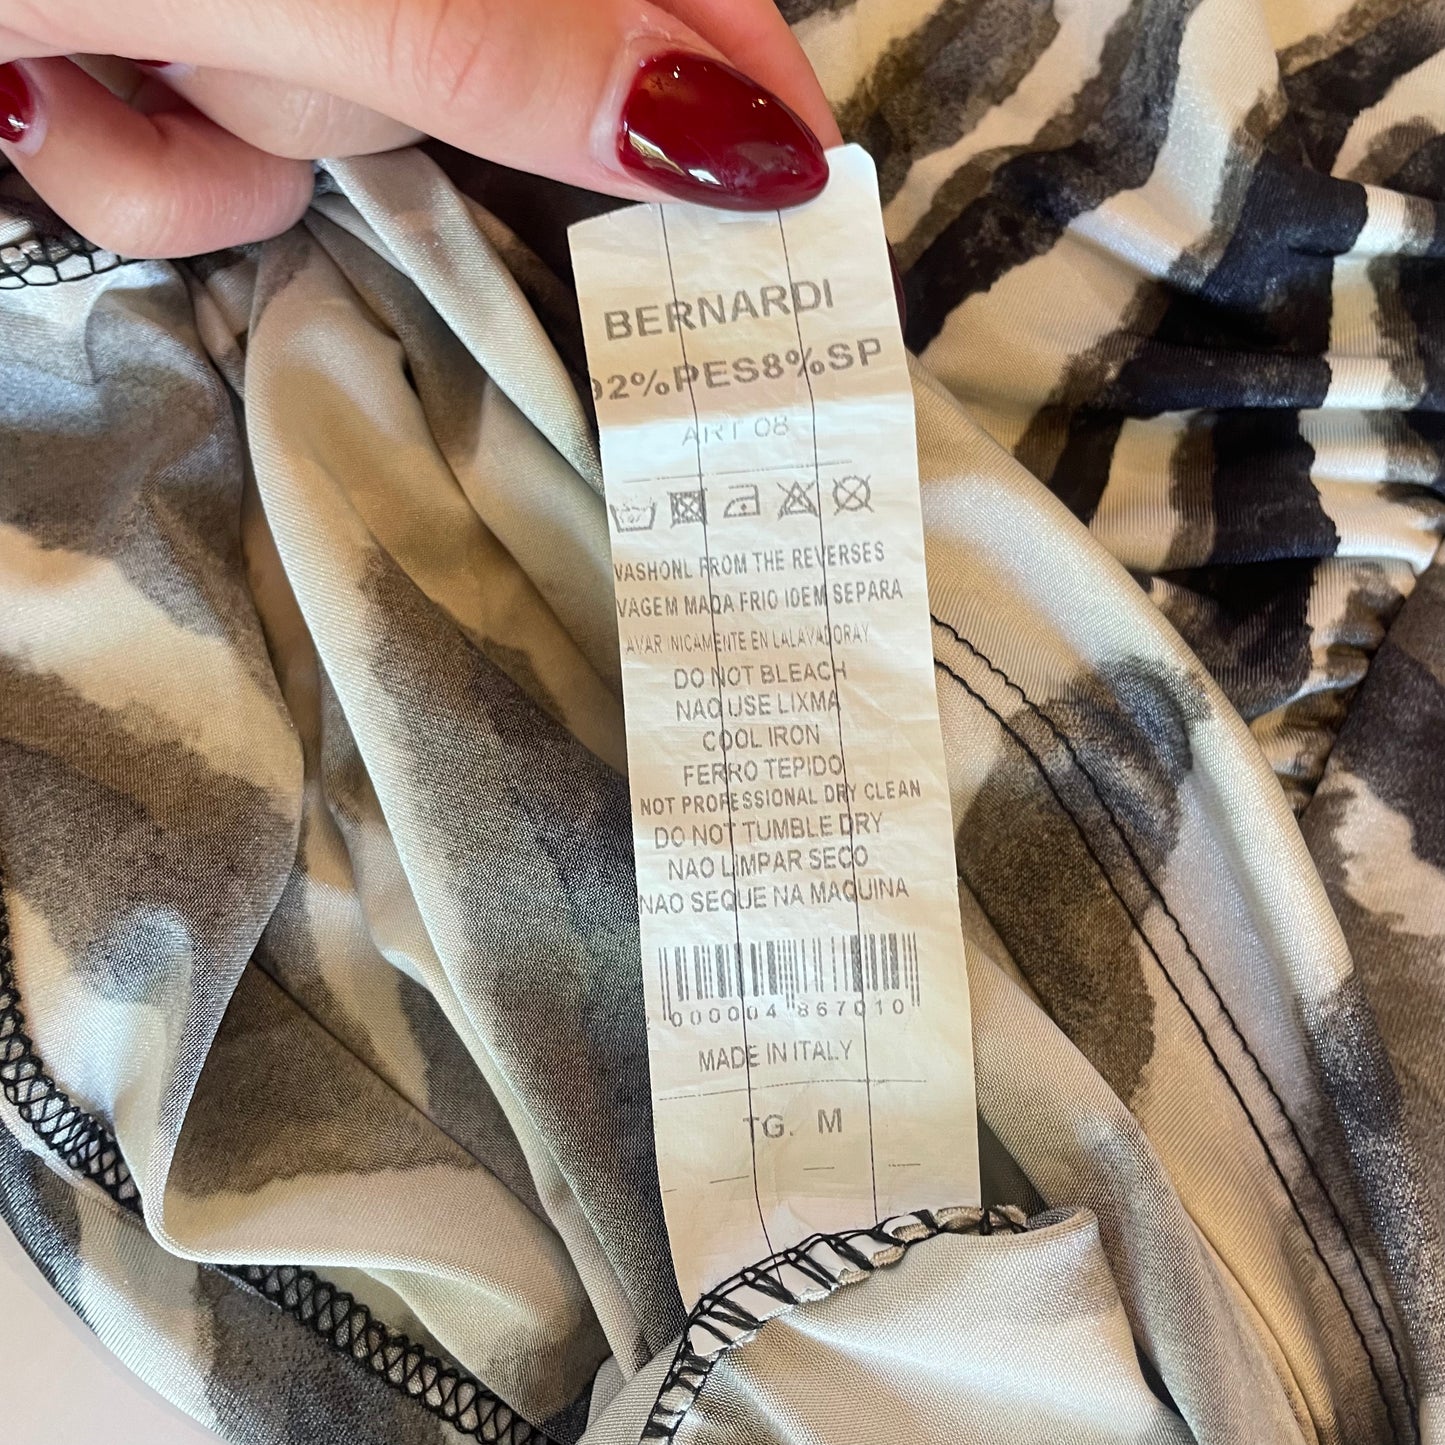 BERNARDI
92%PES8%SP
ART 08
VASHONL FROM THE REVERSES
VAGEM MADA FRIO IDEM SEPARA
AVAR NICAMENTE EN LALAVADORAY
DO NOT BLEACH
NAO USE LIXMA
COOL IRON
FERRO TEPIDO
NOT PROFESSIONAL DRY CLEAN
DO NOT TUMBLE DRY
NAO LIMPAR SECO
NAO SEQUE NA MAQUINA
000004 867010
MADE IN ITALY
TG. M